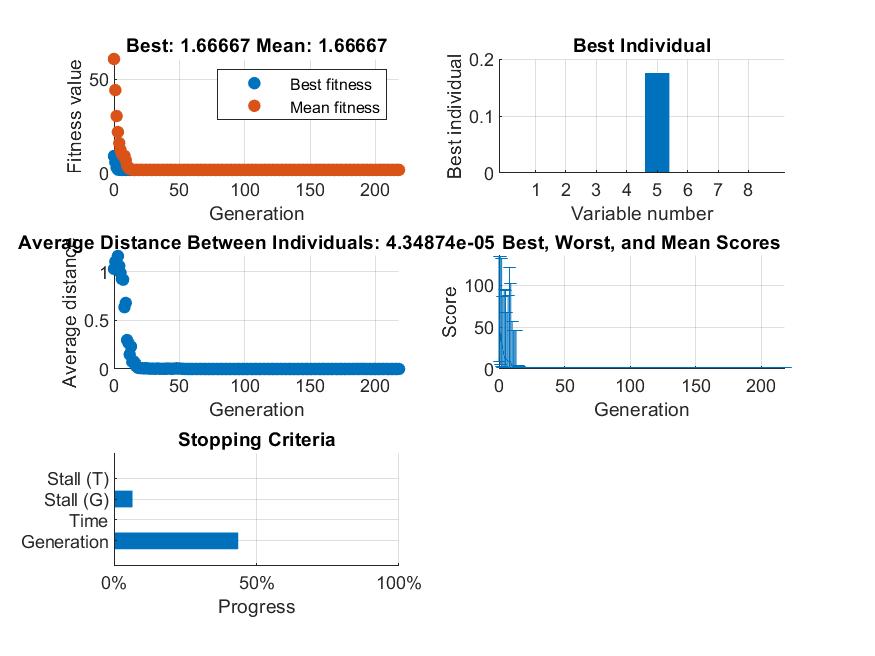 Best: 1.66667 Mean: 1.66667
Fitness value
50
0
Best fitness
Mean fitness
0 50 100 150 200
Generation
Best Individual
Best individual
0.2
0.1
0
1 2 3 4 5 6 7 8
Variable number
Average Distance Between Individuals: 4.34874e-05
Average distance
1
0.5
0
0 50 100 150 200
Generation
Best, Worst, and Mean Scores
Score
100
50
0
0 50 100 150 200
Generation
Stopping Criteria
Stall (T)
Stall (G)
Time
Generation
0% 50% 100%
Progress